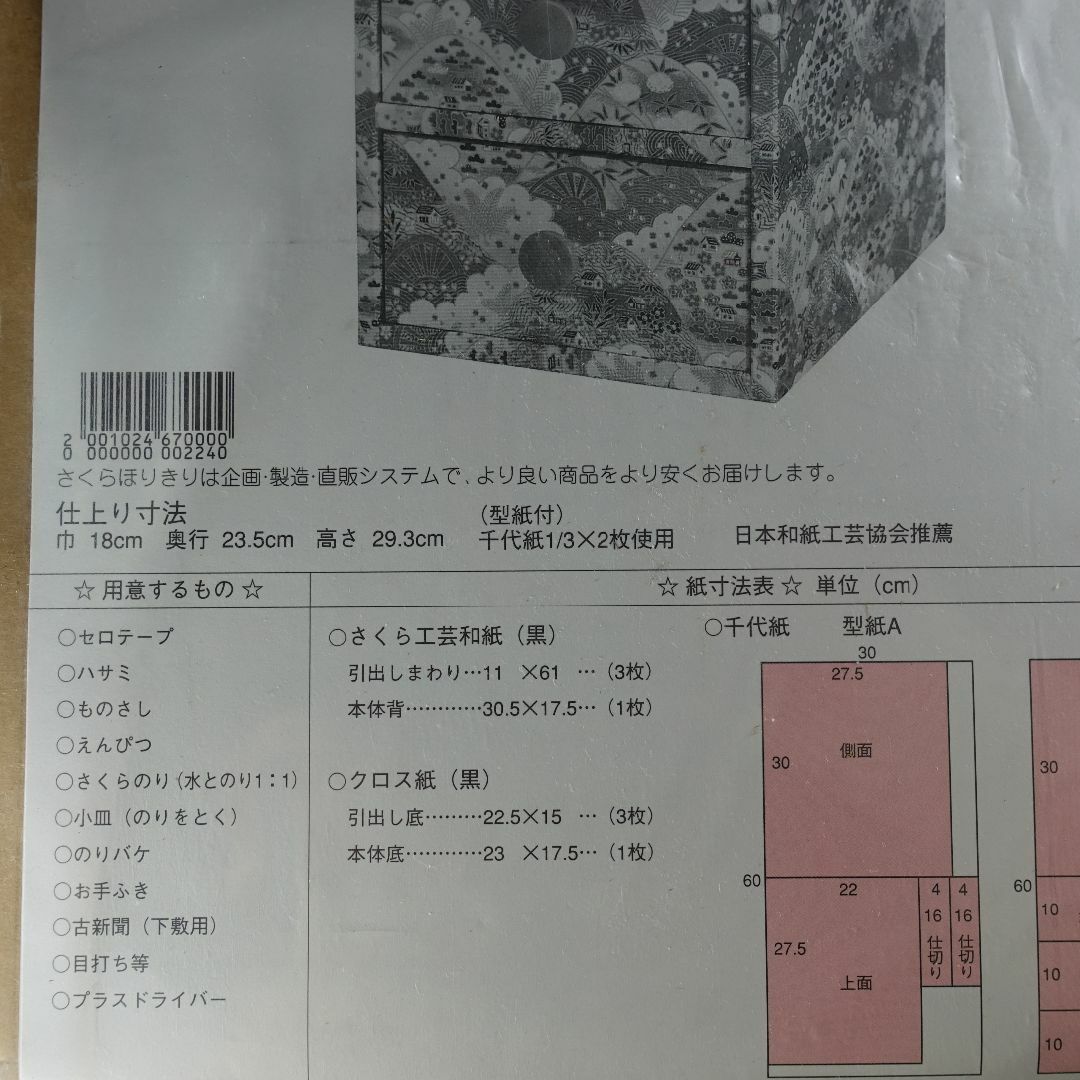 2 001024 670000
0 000000 002240
さくらほりきりは企画・製造・直販システムで、より良い商品をより安くお届けします。
仕上り寸法
巾 18cm 奥行 23.5cm 高さ 29.3cm
（型紙付）
千代紙1/3×2枚使用
日本和紙工芸協会推薦
☆ 用意するもの ☆
○セロテープ
○ハサミ
○ものさし
○えんぴつ
○さくらのり（水とのり1：1）
○小皿（のりをとく）
○のりバケ
○お手ふき
○古新聞（下敷用）
○目打ち等
○プラスドライバー
☆ 紙寸法表 ☆ 単位（cm）
○さくら工芸和紙（黒）
引出しまわり…11 ×61 …（3枚）
本体背…………30.5×17.5…（1枚）
○クロス紙（黒）
引出し底………22.5×15 …（3枚）
本体底…………23 ×17.5…（1枚）
○千代紙 型紙A
30
27.5
30
側面
60
22
27.5
上面
4
16
仕切り
4
16
仕切り
30
60
10
10
10